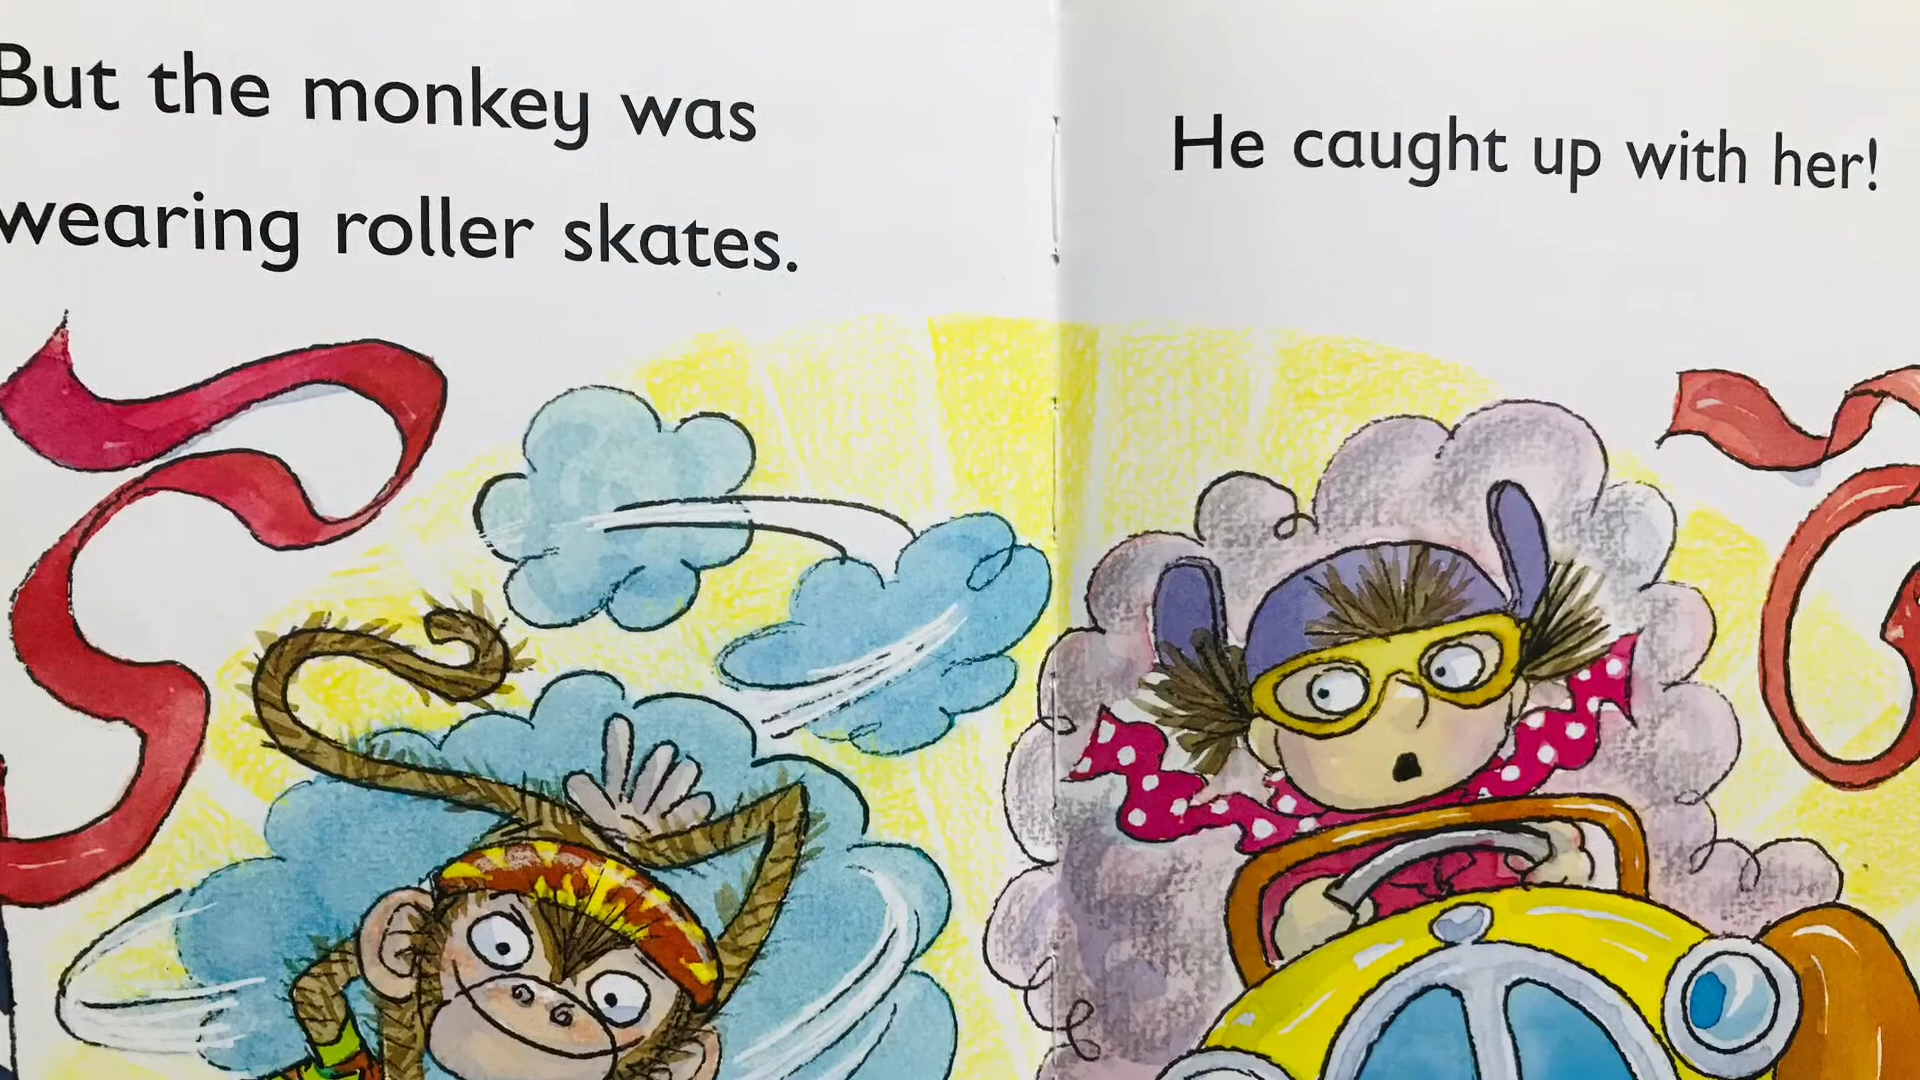 But the monkey was
wearing roller skates.
He caught up with her!